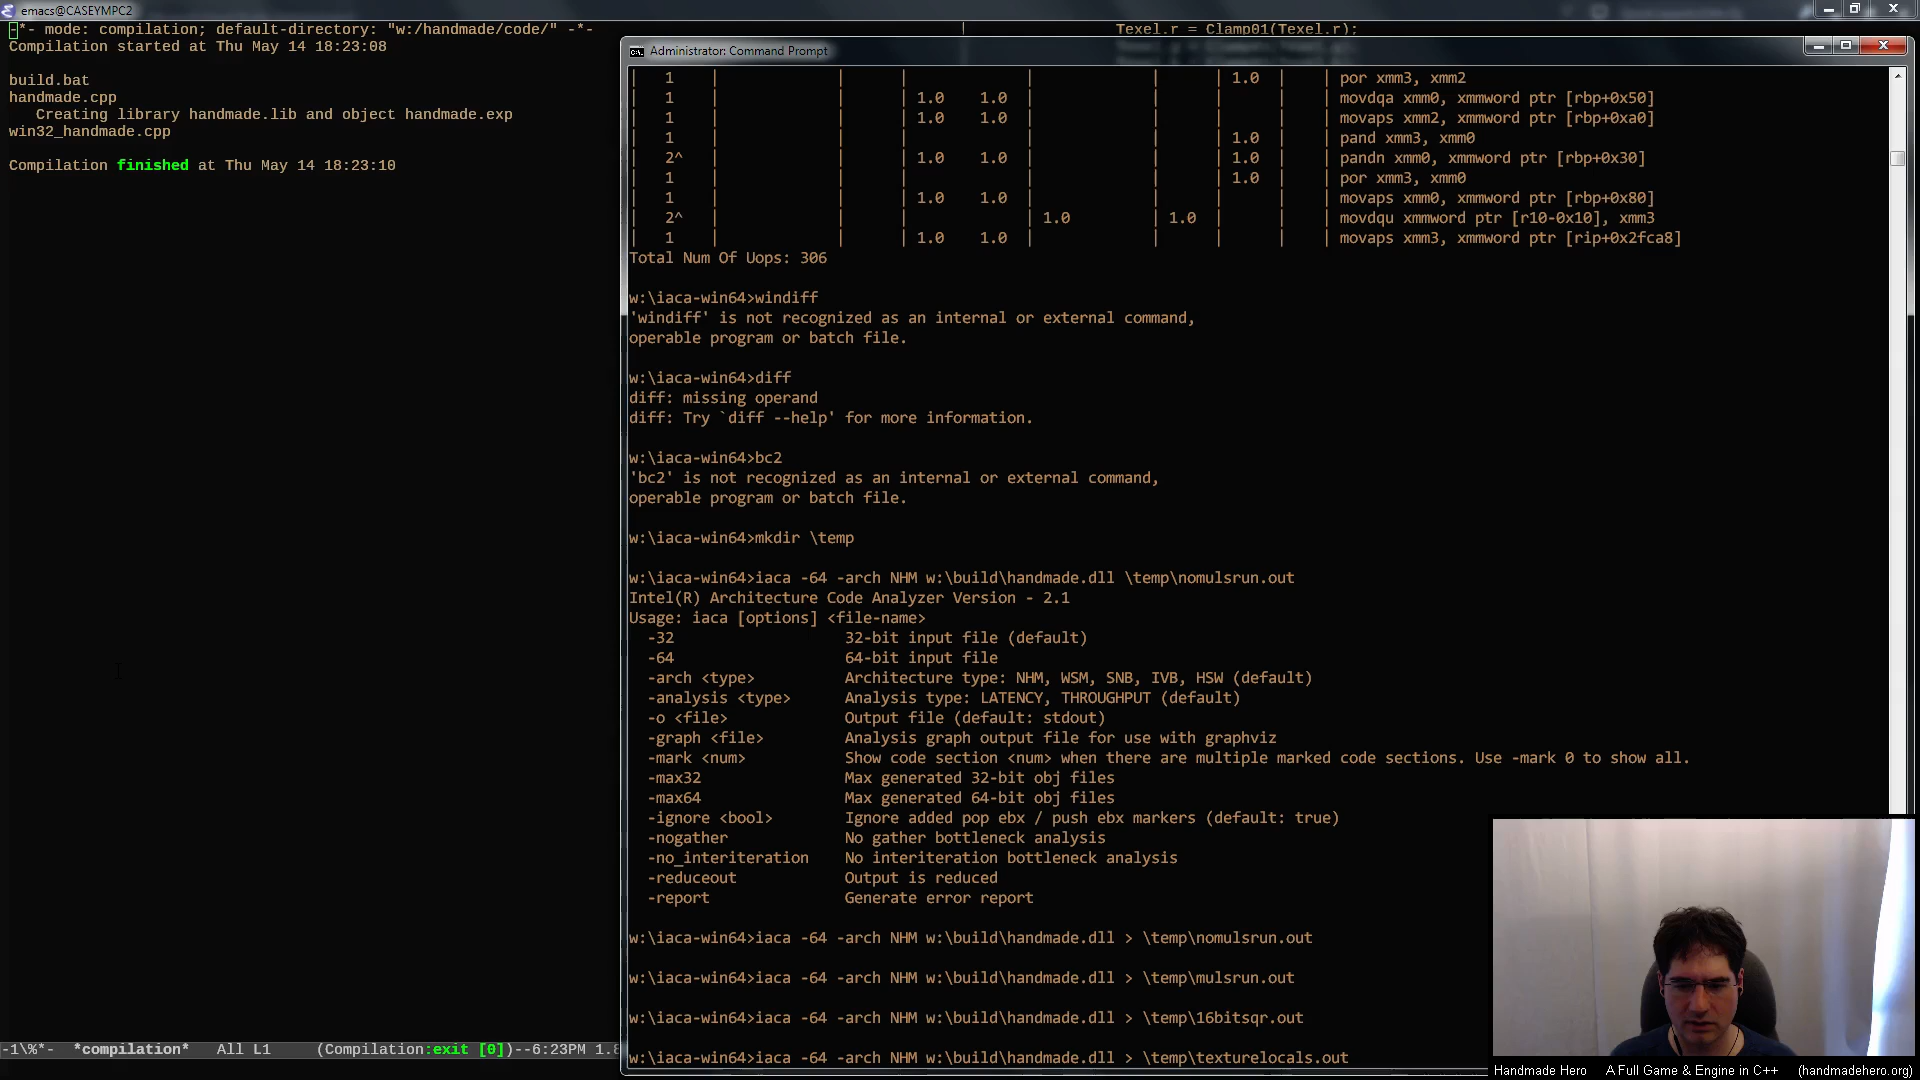 emacs@CASEYMPC2
-*- mode: compilation; default-directory: "w:/handmade/code/" -*-
Compilation started at Thu May 14 18:23:08
build.bat
handmade.cpp
Creating library handmade.lib and object handmade.exp
win32_handmade.cpp
Compilation finished at Thu May 14 18:23:10
-1\%*- *compilation* All L1 (Compilation:exit [0])--6:23PM 1.8
Texel.r = Clamp01(Texel.r);
Administrator: Command Prompt
| 1 | | | | | | 1.0 | | por xmm3, xmm2
| 1 | | | 1.0 1.0 | | | | | movdqa xmm0, xmmword ptr [rbp+0x50]
| 1 | | | 1.0 1.0 | | | | | movaps xmm2, xmmword ptr [rbp+0xa0]
| 1 | | | | | | 1.0 | | pand xmm3, xmm0
| 2^ | | | 1.0 1.0 | | | 1.0 | | pandn xmm0, xmmword ptr [rbp+0x30]
| 1 | | | | | | 1.0 | | por xmm3, xmm0
| 1 | | | 1.0 1.0 | | | | | movaps xmm0, xmmword ptr [rbp+0x80]
| 2^ | | | | 1.0 | 1.0 | | | movdqu xmmword ptr [r10-0x10], xmm3
| 1 | | | 1.0 1.0 | | | | | movaps xmm3, xmmword ptr [rip+0x2fca8]
Total Num Of Uops: 306
w:\iaca-win64>windiff
'windiff' is not recognized as an internal or external command,
operable program or batch file.
w:\iaca-win64>diff
diff: missing operand
diff: Try `diff --help' for more information.
w:\iaca-win64>bc2
'bc2' is not recognized as an internal or external command,
operable program or batch file.
w:\iaca-win64>mkdir \temp
w:\iaca-win64>iaca -64 -arch NHM w:\build\handmade.dll \temp\nomulsrun.out
Intel(R) Architecture Code Analyzer Version - 2.1
Usage: iaca [options] <file-name>
-32 32-bit input file (default)
-64 64-bit input file
-arch <type> Architecture type: NHM, WSM, SNB, IVB, HSW (default)
-analysis <type> Analysis type: LATENCY, THROUGHPUT (default)
-o <file> Output file (default: stdout)
-graph <file> Analysis graph output file for use with graphviz
-mark <num> Show code section <num> when there are multiple marked code sections. Use -mark 0 to show all.
-max32 Max generated 32-bit obj files
-max64 Max generated 64-bit obj files
-ignore <bool> Ignore added pop ebx / push ebx markers (default: true)
-nogather No gather bottleneck analysis
-no_interiteration No interiteration bottleneck analysis
-reduceout Output is reduced
-report Generate error report
w:\iaca-win64>iaca -64 -arch NHM w:\build\handmade.dll > \temp\nomulsrun.out
w:\iaca-win64>iaca -64 -arch NHM w:\build\handmade.dll > \temp\mulsrun.out
w:\iaca-win64>iaca -64 -arch NHM w:\build\handmade.dll > \temp\16bitsqr.out
w:\iaca-win64>iaca -64 -arch NHM w:\build\handmade.dll > \temp\texturelocals.out
Handmade Hero A Full Game & Engine in C++ (handmadehero.org)